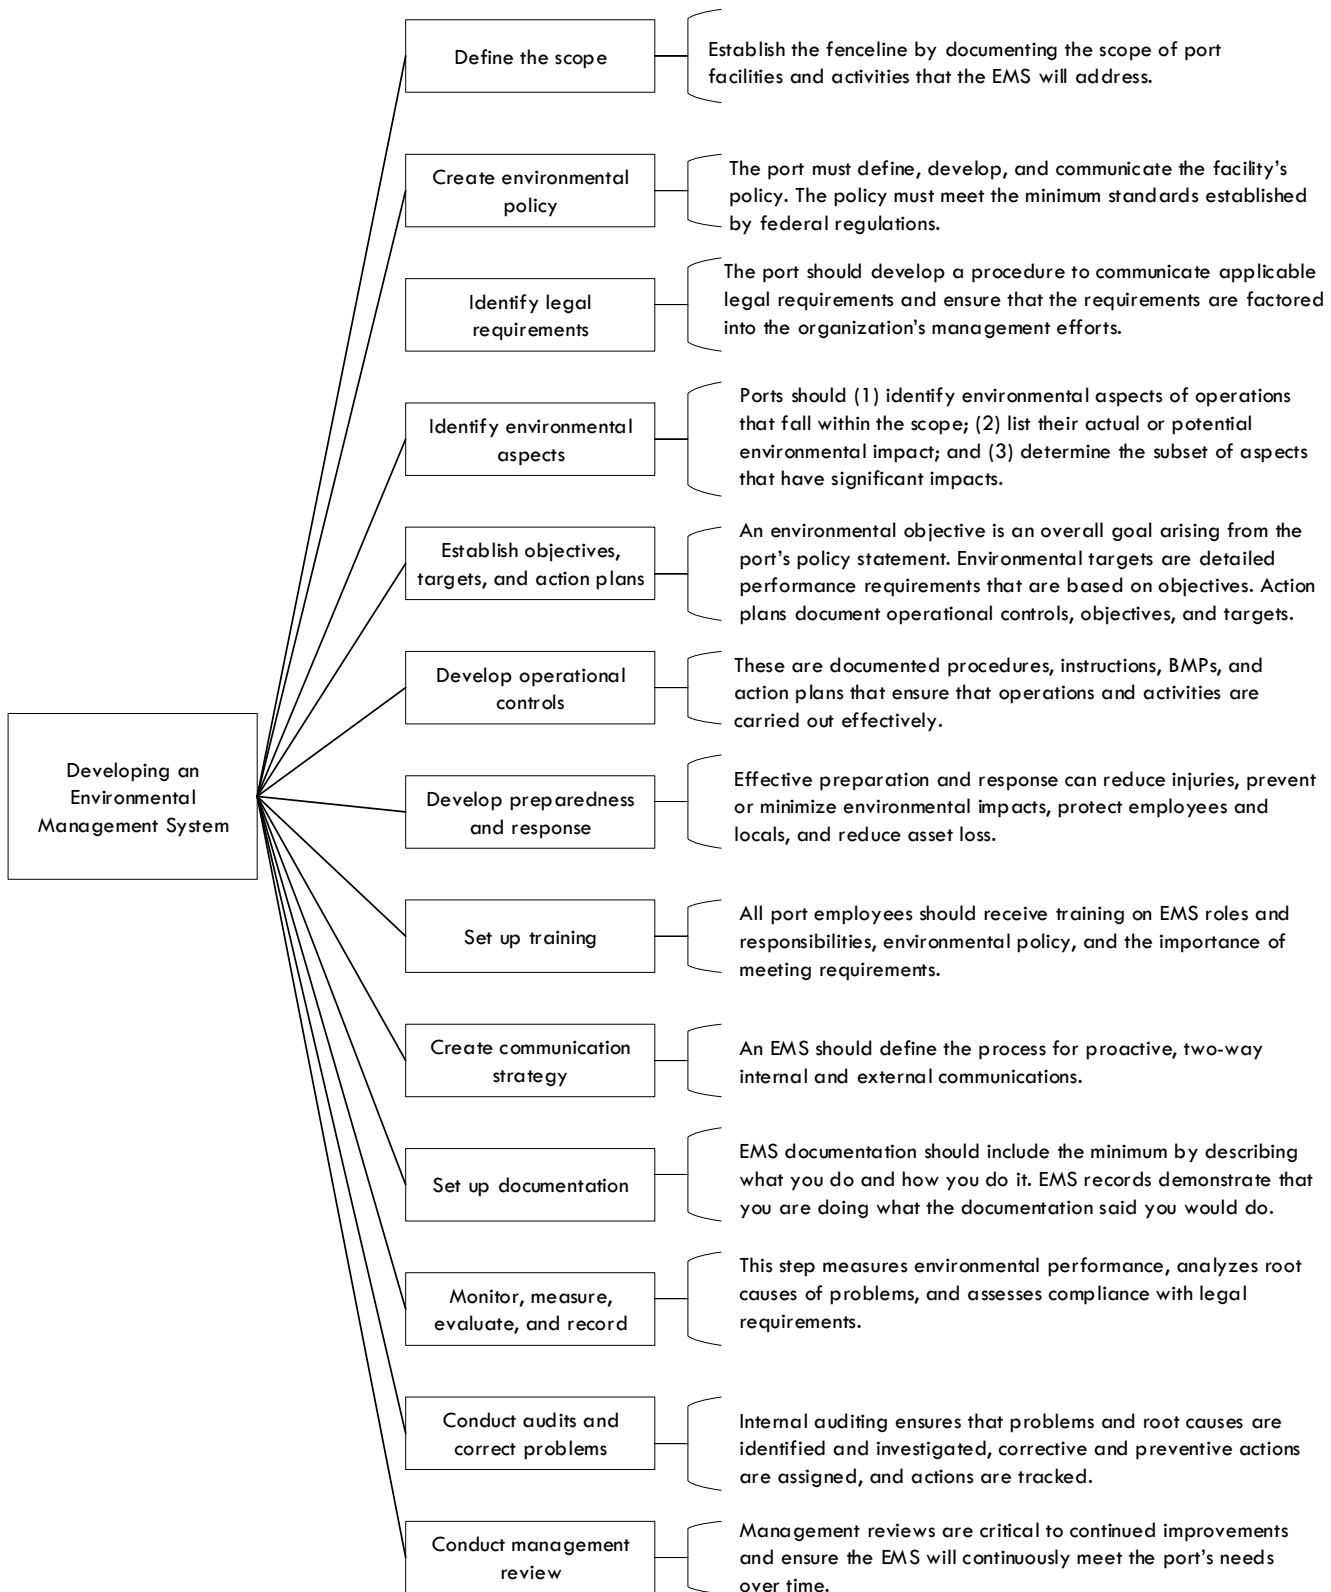 Define the scope
Establish the fenceline by documenting the scope of port
facilities and activities that the EMS will address.
Create environmental
policy
The port must define, develop, and communicate the facility's
policy. The policy must meet the minimum standards established
by federal regulations.
Identify legal
requirements
The port should develop a procedure to communicate applicable
legal requirements and ensure that the requirements are factored
into the organization's management efforts.
Identify environmental
aspects
Ports should (1) identify environmental aspects of operations
that fall within the scope; (2) list their actual or potential
environmental impact; and (3) determine the subset of aspects
that have significant impacts.
Establish objectives,
targets, and action plans
An environmental objective is an overall goal arising from the
port's policy statement. Environmental targets are detailed
performance requirements that are based on objectives. Action
plans document operational controls, objectives, and targets.
Develop operational
controls
These are documented procedures, instructions, BMPs, and
action plans that ensure that operations and activities are
carried out effectively.
Developing an
Environmental
Management System
Develop preparedness
and response
Effective preparation and response can reduce injuries, prevent
or minimize environmental impacts, protect employees and
locals, and reduce asset loss.
Set up training
All port employees should receive training on EMS roles and
responsibilities, environmental policy, and the importance of
meeting requirements.
Create communication
strategy
An EMS should define the process for proactive, two-way
internal and external communications.
Set up documentation
EMS documentation should include the minimum by describing
what you do and how you do it. EMS records demonstrate that
you are doing what the documentation said you would do.
Monitor, measure,
evaluate, and record
This step measures environmental performance, analyzes root
causes of problems, and assesses compliance with legal
requirements.
Conduct audits and
correct problems
Internal auditing ensures that problems and root causes are
identified and investigated, corrective and preventive actions
are assigned, and actions are tracked.
Conduct management
review
Management reviews are critical to continued improvements
and ensure the EMS will continuously meet the port's needs
over time.